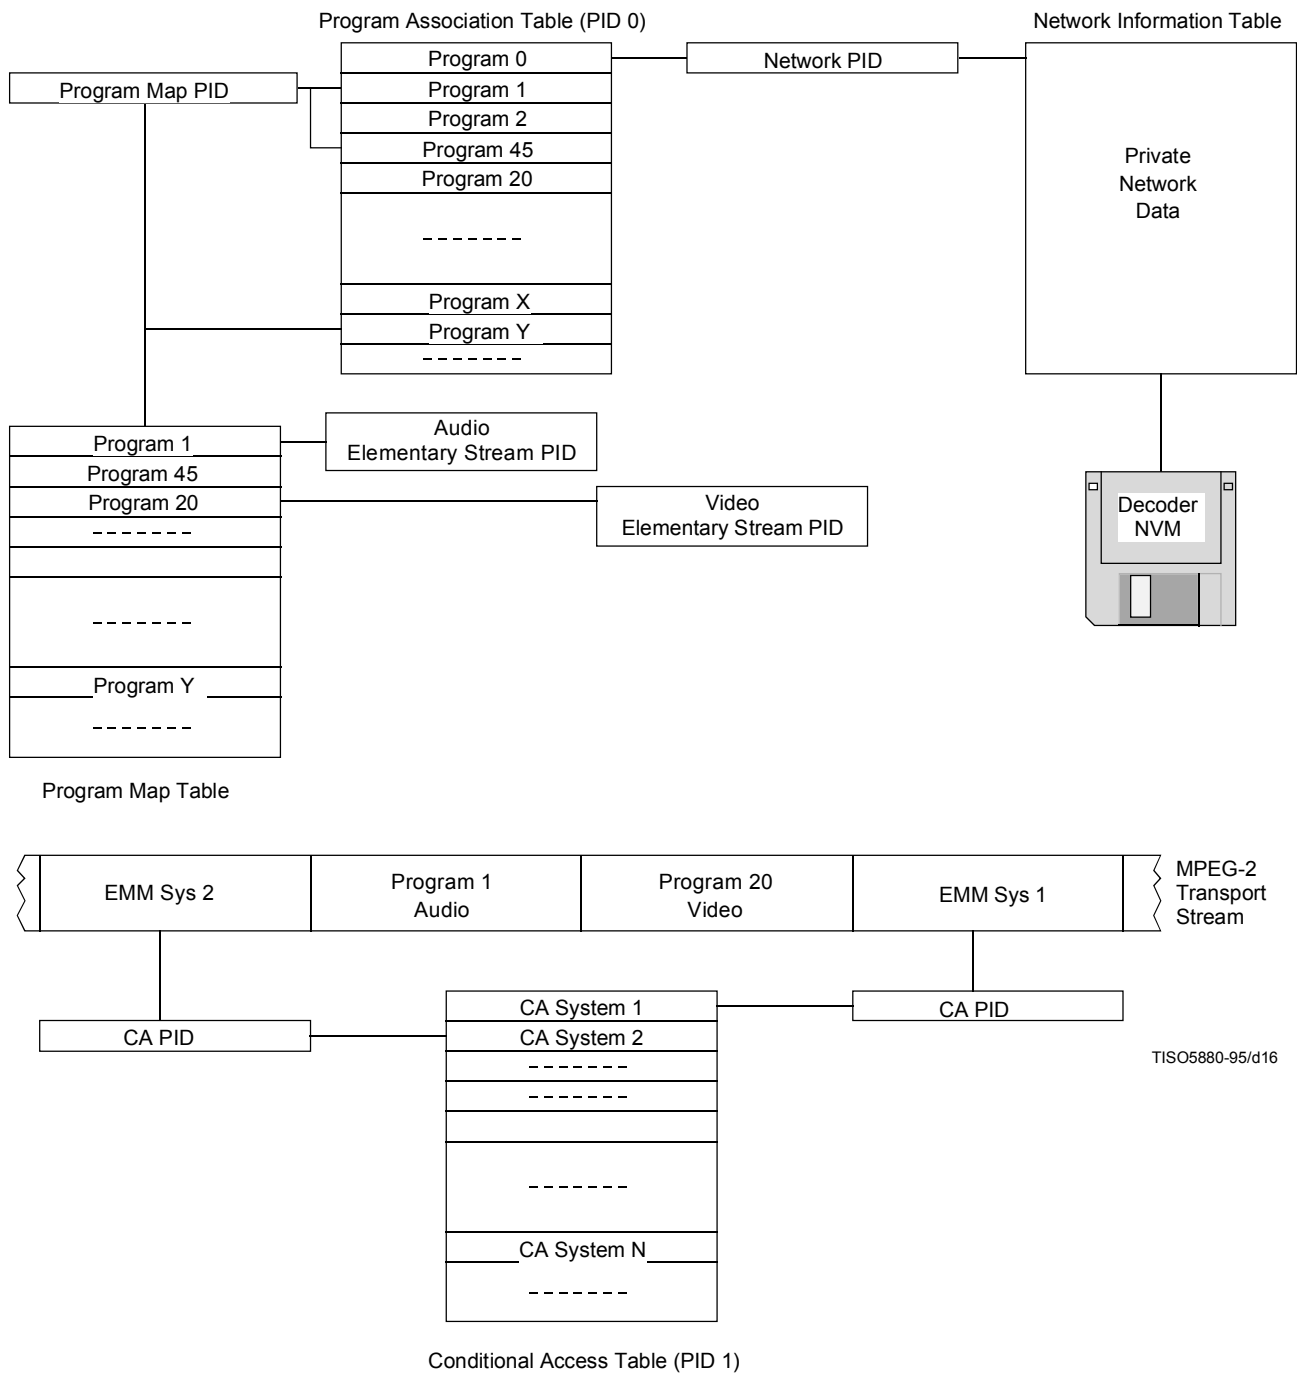 Program Association Table (PID 0)
Network Information Table
Program 0
Network PID
Program Map PID
Program 1
Program 2
Program 45
Program 20
- - - - - - -
Program X
Program Y
- - - - - - -
Private
Network
Data
Program 1
Program 45
Program 20
- - - - - - -
- - - - - - -
Program Y
- - - - - - -
Audio
Elementary Stream PID
Video
Elementary Stream PID
Decoder
NVM
Program Map Table
EMM Sys 2
Program 1
Audio
Program 20
Video
EMM Sys 1
MPEG-2
Transport
Stream
CA PID
CA System 1
CA System 2
- - - - - - -
- - - - - - -
- - - - - - -
CA System N
- - - - - - -
CA PID
TISO5880-95/d16
Conditional Access Table (PID 1)